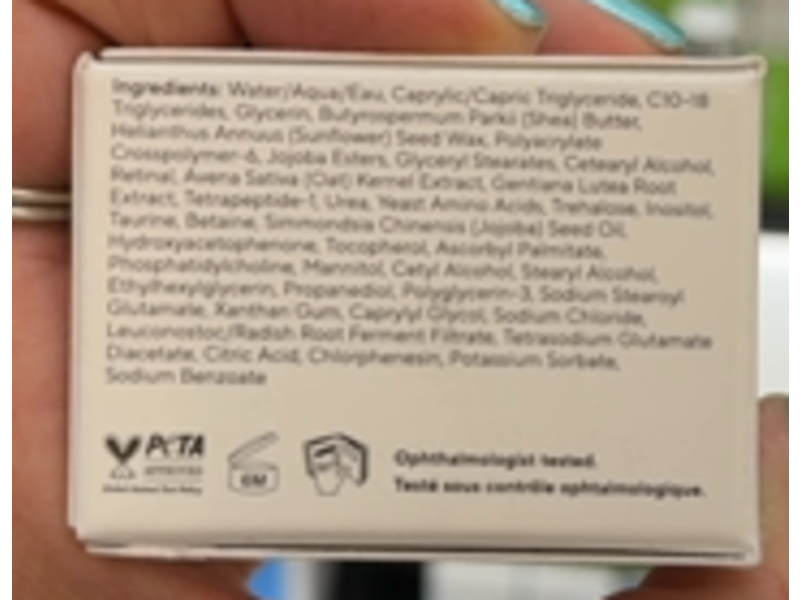 Ingredients: Water/Aqua/Eau, Caprylic/Capric Triglyceride, C10-18
Triglycerides, Glycerin, Butyrospermum Parkii (Shea) Butter,
Helianthus Annuus (Sunflower) Seed Wax, Polyacrylate
Crosspolymer-6, Jojoba Esters, Glyceryl Stearates, Cetearyl Alcohol,
Retinal, Avena Sativa (Oat) Kernel Extract, Gentiana Lutea Root
Extract, Tetrapeptide-1, Urea, Yeast Amino Acids, Trehalose, Inositol,
Taurine, Betaine, Simmondsia Chinensis (Jojoba) Seed Oil,
Hydroxyacetophenone, Tocopherol, Ascorbyl Palmitate,
Phosphatidylcholine, Mannitol, Cetyl Alcohol, Stearyl Alcohol,
Ethylhexylglycerin, Propanediol, Polyglycerin-3, Sodium Stearoyl
Glutamate, Xanthan Gum, Caprylyl Glycol, Sodium Chloride,
Leuconostoc/Radish Root Ferment Filtrate, Tetrasodium Glutamate
Diacetate, Citric Acid, Chlorphenesin, Potassium Sorbate,
Sodium Benzoate
PETA
6M
Ophthalmologist tested.
Testé sous contrôle ophtalmologique.